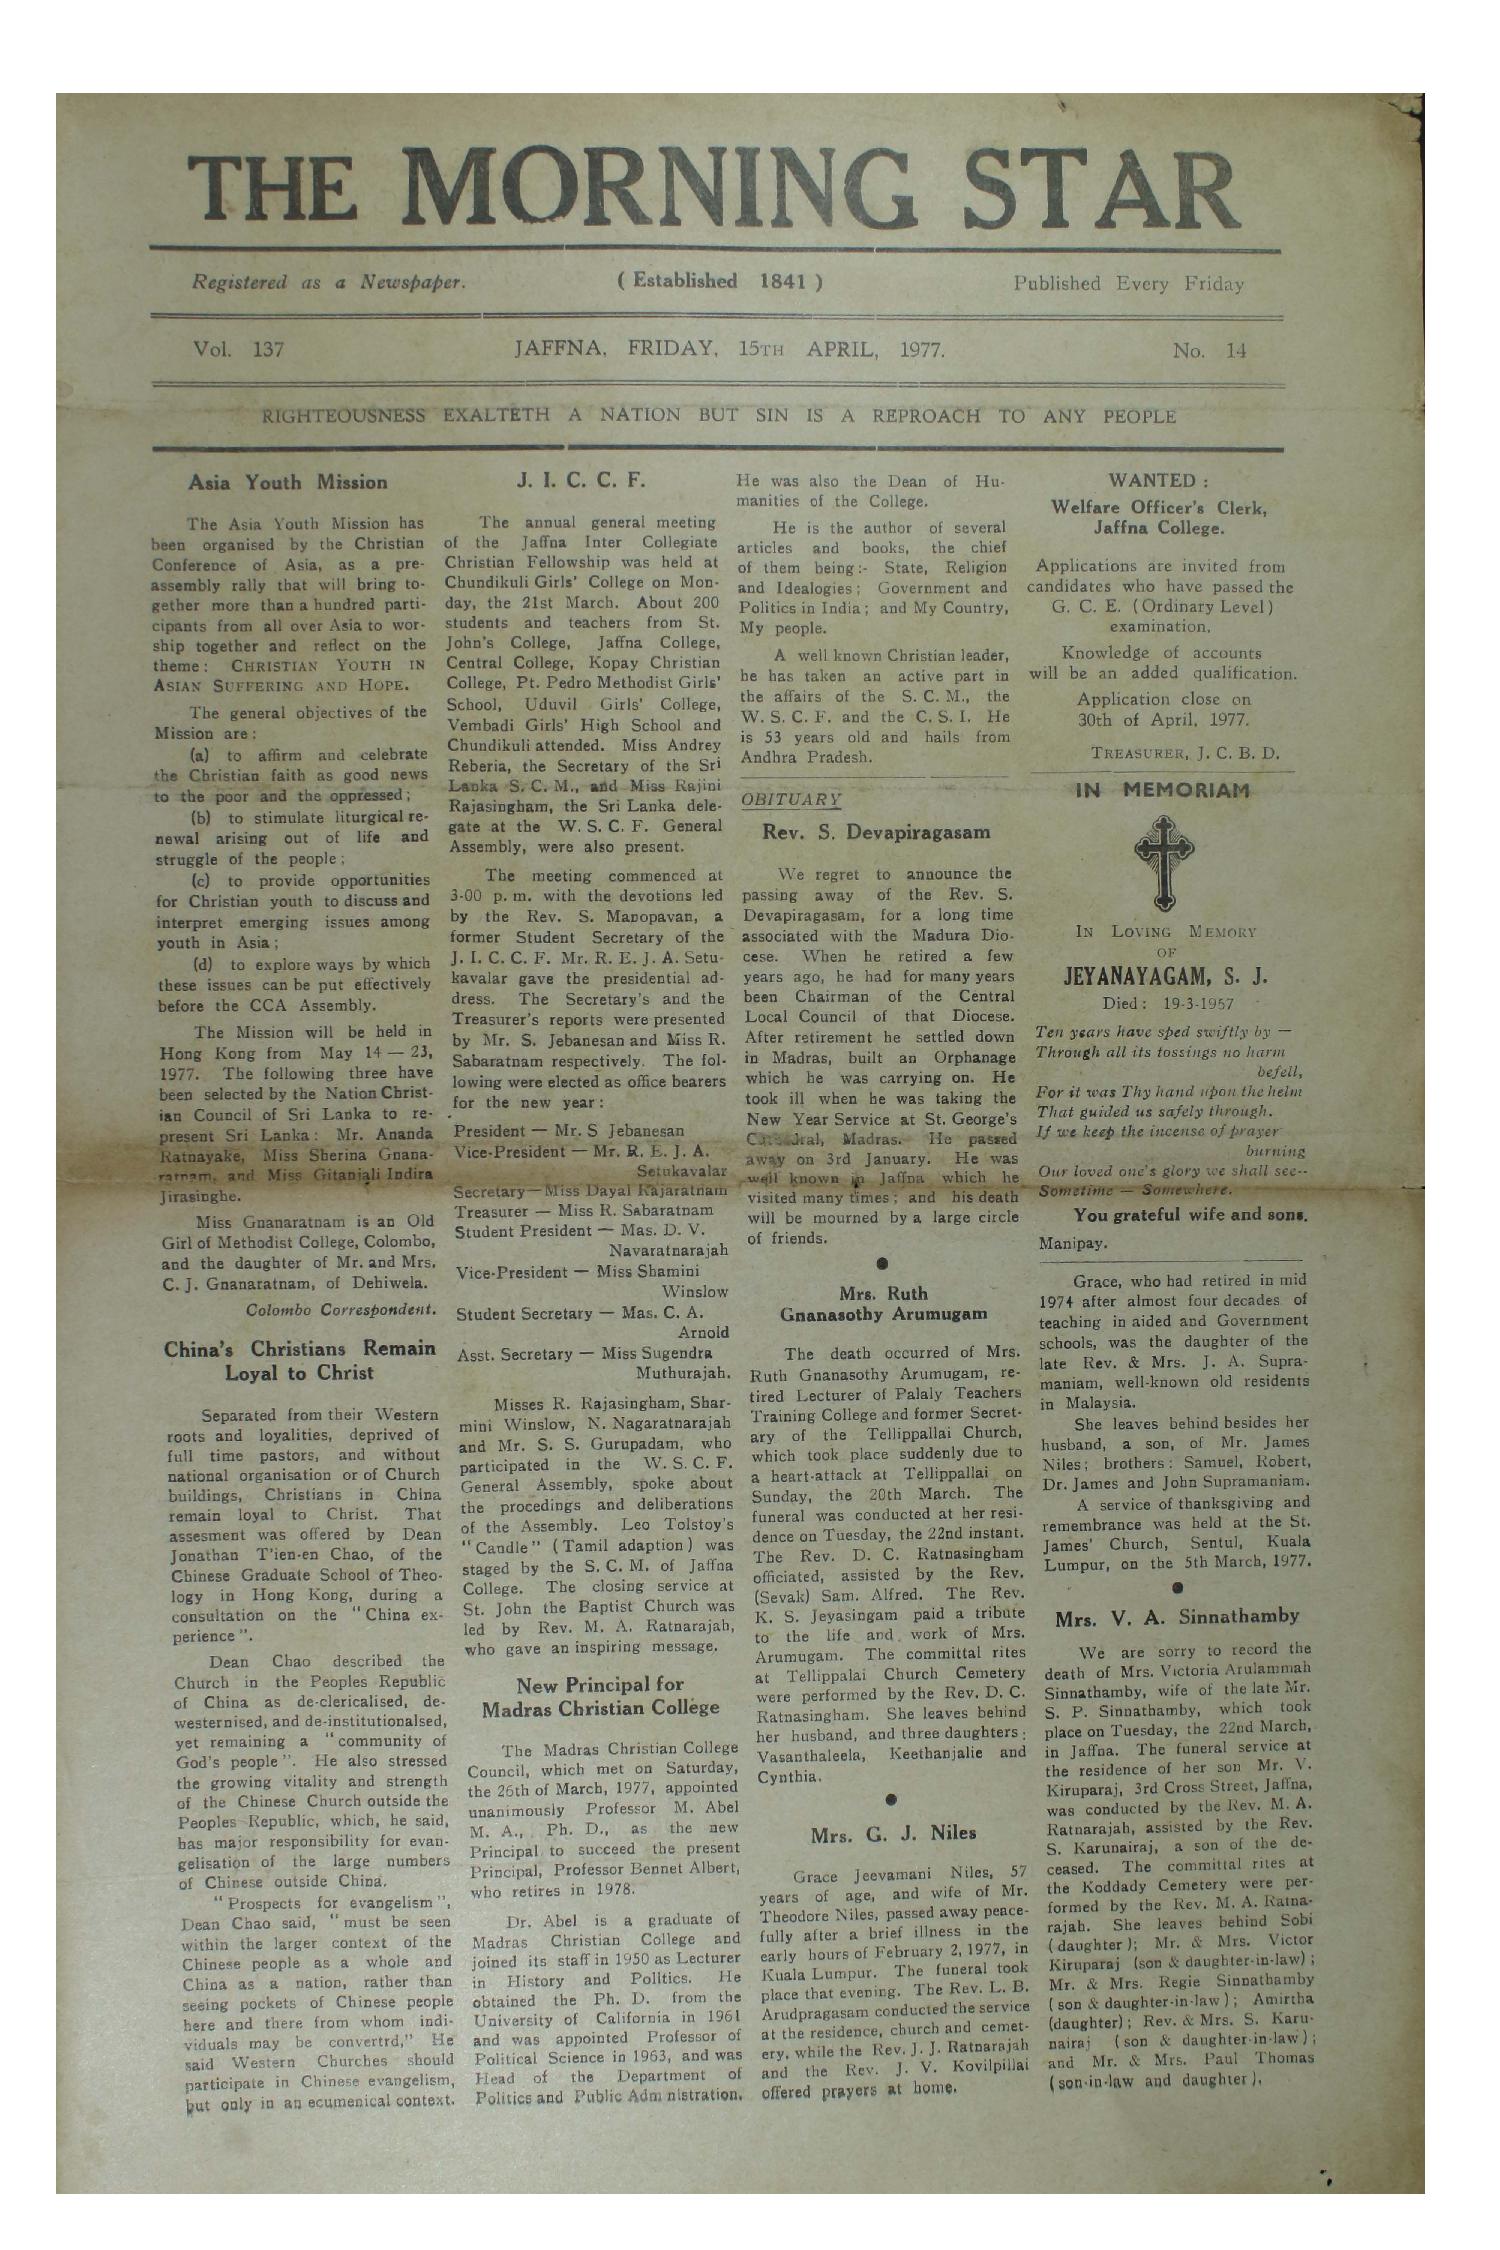 THE MORNING STAR
Registered as a Newspaper.
( Established 1841 )
Published Every Friday
Vol. 137
JAFFNA, FRIDAY, 15TH APRIL, 1977.
No. 14
RIGHTEOUSNESS EXALTETH A NATION BUT SIN IS A REPROACH TO ANY PEOPLE
Asia Youth Mission
The Asia Youth Mission has
been organised by the Christian
Conference of Asia, as a pre-
assembly rally that will bring to-
gether more than a hundred parti-
cipants from all over Asia to wor-
ship together and reflect on the
theme : CHRISTIAN YOUTH IN
ASIAN SUFFERING AND HOPE.
The general objectives of the
Mission are :
(a) to affirm and celebrate
the Christian faith as good news
to the poor and the oppressed ;
(b) to stimulate liturgical re-
newal arising out of life and
struggle of the people ;
(c) to provide opportunities
for Christian youth to discuss and
interpret emerging issues among
youth in Asia ;
(d) to explore ways by which
these issues can be put effectively
before the CCA Assembly.
The Mission will be held in
Hong Kong from May 14 — 23,
1977. The following three have
been selected by the Nation Christ-
ian Council of Sri Lanka to re-
present Sri Lanka : Mr. Ananda
Ratnayake, Miss Sherina Gnana-
ratnam, and Miss Gitanjali Indira
Jirasinghe.
Miss Gnanaratnam is an Old
Girl of Methodist College, Colombo,
and the daughter of Mr. and Mrs.
C. J. Gnanaratnam, of Dehiwela.
Colombo Correspondent.
China's Christians Remain
Loyal to Christ
Separated from their Western
roots and loyalities, deprived of
full time pastors, and without
national organisation or of Church
buildings, Christians in China
remain loyal to Christ. That
assesment was offered by Dean
Jonathan T'ien-en Chao, of the
Chinese Graduate School of Theo-
logy in Hong Kong, during a
consultation on the " China ex-
perience ".
Dean Chao described the
Church in the Peoples Republic
of China as de-clericalised, de-
westernised, and de-institutionalsed,
yet remaining a " community of
God's people ". He also stressed
the growing vitality and strength
of the Chinese Church outside the
Peoples Republic, which, he said,
has major responsibility for evan-
gelisation of the large numbers
of Chinese outside China.
" Prospects for evangelism ",
Dean Chao said, " must be seen
within the larger context of the
Chinese people as a whole and
China as a nation, rather than
seeing pockets of Chinese people
here and there from whom indi-
viduals may be convertrd," He
said Western Churches should
participate in Chinese evangelism,
but only in an ecumenical context.
J. I. C. C. F.
The annual general meeting
of the Jaffna Inter Collegiate
Christian Fellowship was held at
Chundikuli Girls' College on Mon-
day, the 21st March. About 200
students and teachers from St.
John's College, Jaffna College,
Central College, Kopay Christian
College, Pt. Pedro Methodist Girls'
School, Uduvil Girls' College,
Vembadi Girls' High School and
Chundikuli attended. Miss Andrey
Reberia, the Secretary of the Sri
Lanka S. C. M., and Miss Rajini
Rajasingham, the Sri Lanka dele-
gate at the W. S. C. F. General
Assembly, were also present.
The meeting commenced at
3-00 p. m. with the devotions led
by the Rev. S. Manopavan, a
former Student Secretary of the
J. I. C. C. F. Mr. R. E. J. A. Setu-
kavalar gave the presidential ad-
dress. The Secretary's and the
Treasurer's reports were presented
by Mr. S. Jebanesan and Miss R.
Sabaratnam respectively. The fol-
lowing were elected as office bearers
for the new year :
President — Mr. S Jebanesan
Vice-President — Mr. R. E. J. A.
Setukavalar
Secretary — Miss Dayal Rajaratnam
Treasurer — Miss R. Sabaratnam
Student President — Mas. D. V.
Navaratnarajah
Vice-President — Miss Shamini
Winslow
Student Secretary — Mas. C. A.
Arnold
Asst. Secretary — Miss Sugendra
Muthurajah.
Misses R. Rajasingham, Shar-
mini Winslow, N. Nagaratnarajah
and Mr. S. S. Gurupadam, who
participated in the W. S. C. F.
General Assembly, spoke about
the procedings and deliberations
of the Assembly. Leo Tolstoy's
" Candle " ( Tamil adaption ) was
staged by the S. C. M. of Jaffna
College. The closing service at
St. John the Baptist Church was
led by Rev. M. A. Ratnarajah,
who gave an inspiring message.
New Principal for
Madras Christian College
The Madras Christian College
Council, which met on Saturday,
the 26th of March, 1977, appointed
unanimously Professor M. Abel
M. A., Ph. D., as the new
Principal to succeed the present
Principal, Professor Bennet Albert,
who retires in 1978.
Dr. Abel is a graduate of
Madras Christian College and
joined its staff in 1950 as Lecturer
in History and Politics. He
obtained the Ph. D. from the
University of California in 1961
and was appointed Professor of
Political Science in 1963, and was
Head of the Department of
Politics and Public Adm nistration.
He was also the Dean of Hu-
manities of the College.
He is the author of several
articles and books, the chief
of them being :- State, Religion
and Idealogies ; Government and
Politics in India ; and My Country,
My people.
A well known Christian leader,
he has taken an active part in
the affairs of the S. C. M., the
W. S. C. F. and the C. S. I. He
is 53 years old and hails from
Andhra Pradesh.
OBITUARY
Rev. S. Devapiragasam
We regret to announce the
passing away of the Rev. S.
Devapiragasam, for a long time
associated with the Madura Dio-
cese. When he retired a few
years ago, he had for many years
been Chairman of the Central
Local Council of that Diocese.
After retirement he settled down
in Madras, built an Orphanage
which he was carrying on. He
took ill when he was taking the
New Year Service at St. George's
Madras. He passed
away on 3rd January. He was
well known in Jaffna which he
visited many times ; and his death
will be mourned by a large circle
of friends.
Mrs. Ruth
Gnanasothy Arumugam
The death occurred of Mrs.
Ruth Gnanasothy Arumugam, re-
tired Lecturer of Palaly Teachers
Training College and former Secret-
ary of the Tellippallai Church,
which took place suddenly due to
a heart-attack at Tellippallai on
Sunday, the 20th March. The
funeral was conducted at her resi-
dence on Tuesday, the 22nd instant.
The Rev. D. C. Ratnasingham
officiated, assisted by the Rev.
(Sevak) Sam. Alfred. The Rev.
K. S. Jeyasingam paid a tribute
to the life and work of Mrs.
Arumugam. The committal rites
at Tellippalai Church Cemetery
were performed by the Rev. D. C.
Ratnasingham. She leaves behind
her husband, and three daughters ;
Vasanthaleela, Keethanjalie and
Cynthia.
Mrs. G. J. Niles
Grace Jeevamani Niles, 57
years of age, and wife of Mr.
Theodore Niles, passed away peace-
fully after a brief illness in the
early hours of February 2, 1977, in
Kuala Lumpur. The funeral took
place that evening. The Rev. L. B.
Arudpragasam conducted the service
at the residence, church and cemet-
ery, while the Rev. J. J. Ratnarajah
and the Rev. J. V. Kovilpillai
offered prayers at home.
WANTED :
Welfare Officer's Clerk,
Jaffna College.
Applications are invited from
candidates who have passed the
G. C. E. ( Ordinary Level )
examination.
Knowledge of accounts
will be an added qualification.
Application close on
30th of April, 1977.
TREASURER, J. C. B. D.
IN MEMORIAM
IN LOVING MEMORY
OF
JEYANAYAGAM, S. J.
Died : 19-3-1957
Ten years have sped swiftly by —
Through all its tossings no harm
befell,
For it was Thy hand upon the helm
That guided us safely through.
If we keep the incense of prayer
burning
Our loved one's glory we shall see--
Sometime — Somewhere.
You grateful wife and sons.
Manipay.
Grace, who had retired in mid
1974 after almost four decades of
teaching in aided and Government
schools, was the daughter of the
late Rev. & Mrs. J. A. Supra-
maniam, well-known old residents
in Malaysia.
She leaves behind besides her
husband, a son, of Mr. James
Niles ; brothers : Samuel, Robert,
Dr. James and John Supramaniam.
A service of thanksgiving and
remembrance was held at the St.
James' Church, Sentul, Kuala
Lumpur, on the 5th March, 1977.
Mrs. V. A. Sinnathamby
We are sorry to record the
death of Mrs. Victoria Arulammah
Sinnathamby, wife of the late Mr.
S. P. Sinnathamby, which took
place on Tuesday, the 22nd March,
in Jaffna. The funeral service at
the residence of her son Mr. V.
Kiruparaj, 3rd Cross Street, Jaffna,
was conducted by the Rev. M. A.
Ratnarajah, assisted by the Rev.
S. Karunairaj, a son of the de-
ceased. The committal rites at
the Koddady Cemetery were per-
formed by the Rev. M. A. Ratna-
rajah. She leaves behind Sobi
( daughter ) ; Mr. & Mrs. Victor
Kiruparaj (son & daughter-in-law) ;
Mr. & Mrs. Regie Sinnathamby
( son & daughter-in-law ) ; Amirtha
(daughter) ; Rev. & Mrs. S. Karu-
nairaj ( son & daughter-in-law ) ;
and Mr. & Mrs. Paul Thomas
( son-in-law and daughter ).